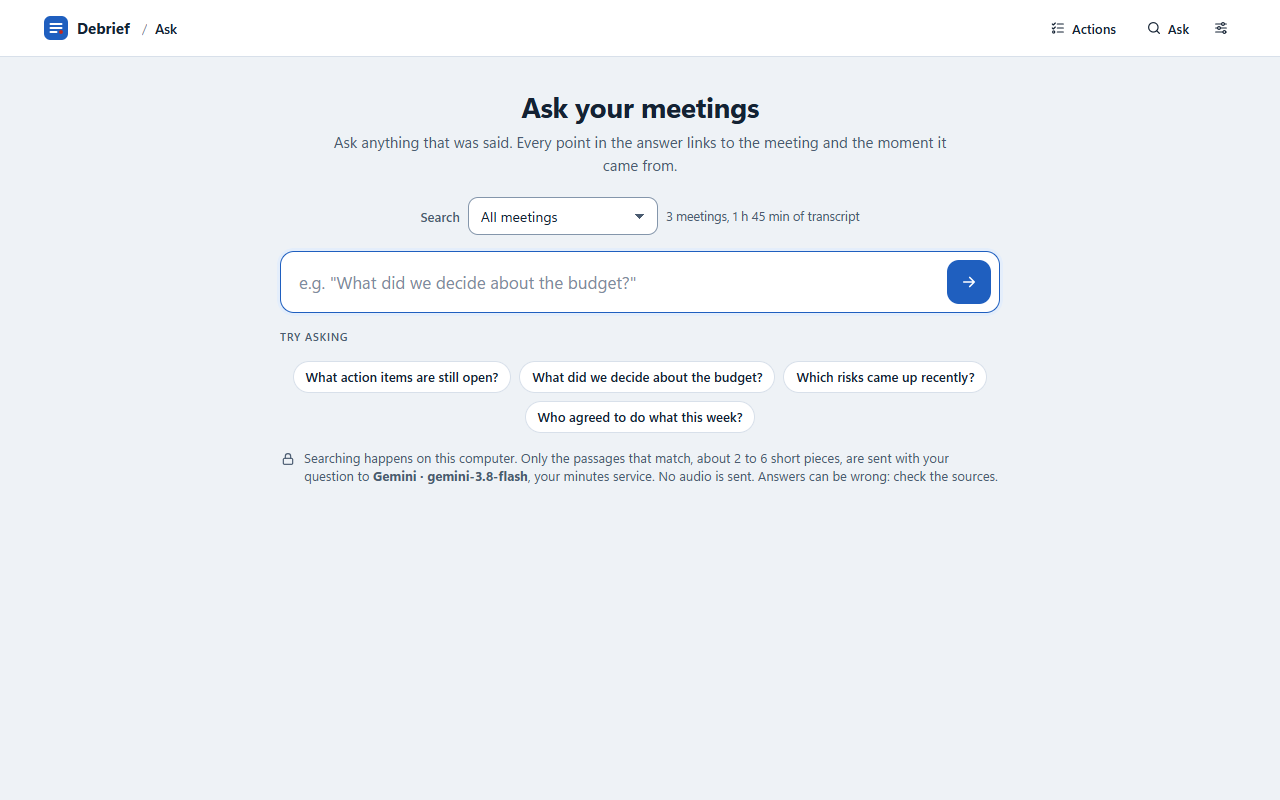 Debrief / Ask
Actions
Ask
Ask your meetings
Ask anything that was said. Every point in the answer links to the meeting and the moment it
came from.
Search All meetings 3 meetings, 1 h 45 min of transcript
e.g. "What did we decide about the budget?"
TRY ASKING
What action items are still open? What did we decide about the budget? Which risks came up recently?
Who agreed to do what this week?
Searching happens on this computer. Only the passages that match, about 2 to 6 short pieces, are sent with your
question to Gemini · gemini-3.8-flash, your minutes service. No audio is sent. Answers can be wrong: check the sources.